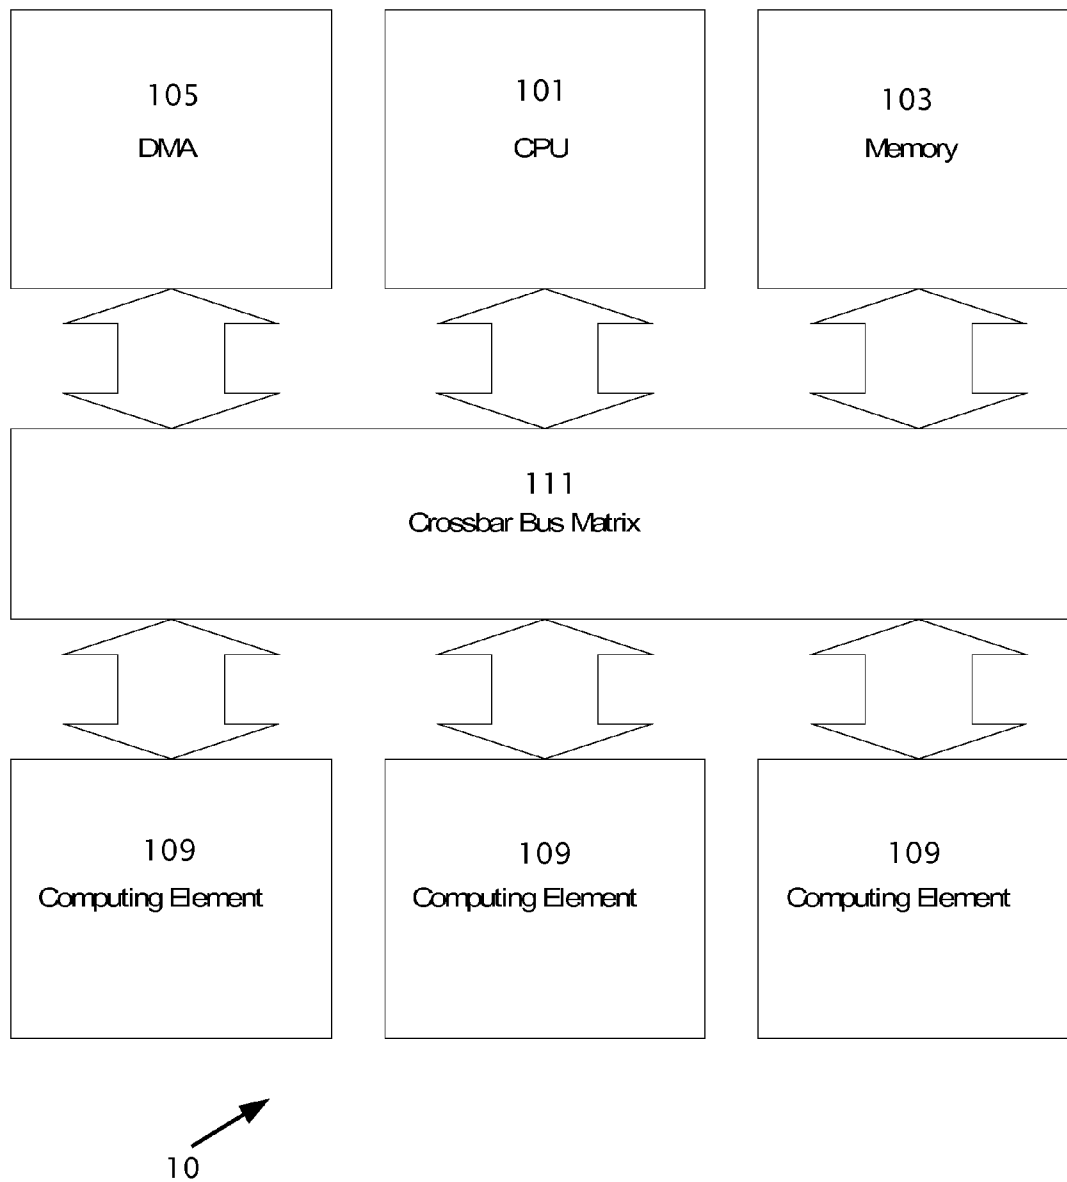 105
DMA
101
CPU
103
Memory
111
Crossbar Bus Matrix
109
Computing Element
109
Computing Element
109
Computing Element
10